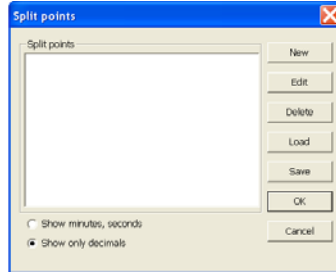 Split points
Split points
New
Edit
Delete
Load
Save
OK
Cancel
Show minutes, seconds
Show only decimals